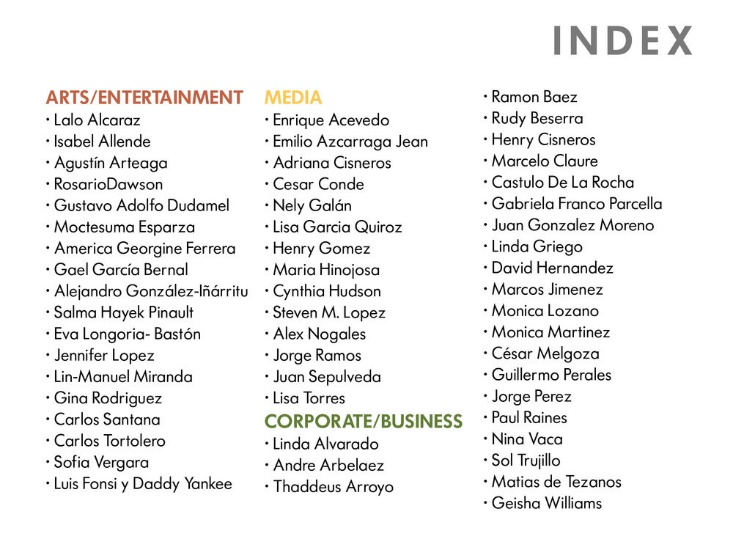 INDEX
ARTS/ENTERTAINMENT
· Lalo Alcaraz
· Isabel Allende
· Agustín Arteaga
· RosarioDawson
· Gustavo Adolfo Dudamel
· Moctesuma Esparza
· America Georgine Ferrera
· Gael García Bernal
· Alejandro González-Iñárritu
· Salma Hayek Pinault
· Eva Longoria- Bastón
· Jennifer Lopez
· Lin-Manuel Miranda
· Gina Rodriguez
· Carlos Santana
· Carlos Tortolero
· Sofia Vergara
· Luis Fonsi y Daddy Yankee
MEDIA
· Enrique Acevedo
· Emilio Azcarraga Jean
· Adriana Cisneros
· Cesar Conde
· Nely Galán
· Lisa Garcia Quiroz
· Henry Gomez
· Maria Hinojosa
· Cynthia Hudson
· Steven M. Lopez
· Alex Nogales
· Jorge Ramos
· Juan Sepulveda
· Lisa Torres
CORPORATE/BUSINESS
· Linda Alvarado
· Andre Arbelaez
· Thaddeus Arroyo
· Ramon Baez
· Rudy Beserra
· Henry Cisneros
· Marcelo Claure
· Castulo De La Rocha
· Gabriela Franco Parcella
· Juan Gonzalez Moreno
· Linda Griego
· David Hernandez
· Marcos Jimenez
· Monica Lozano
· Monica Martinez
· César Melgoza
· Guillermo Perales
· Jorge Perez
· Paul Raines
· Nina Vaca
· Sol Trujillo
· Matias de Tezanos
· Geisha Williams